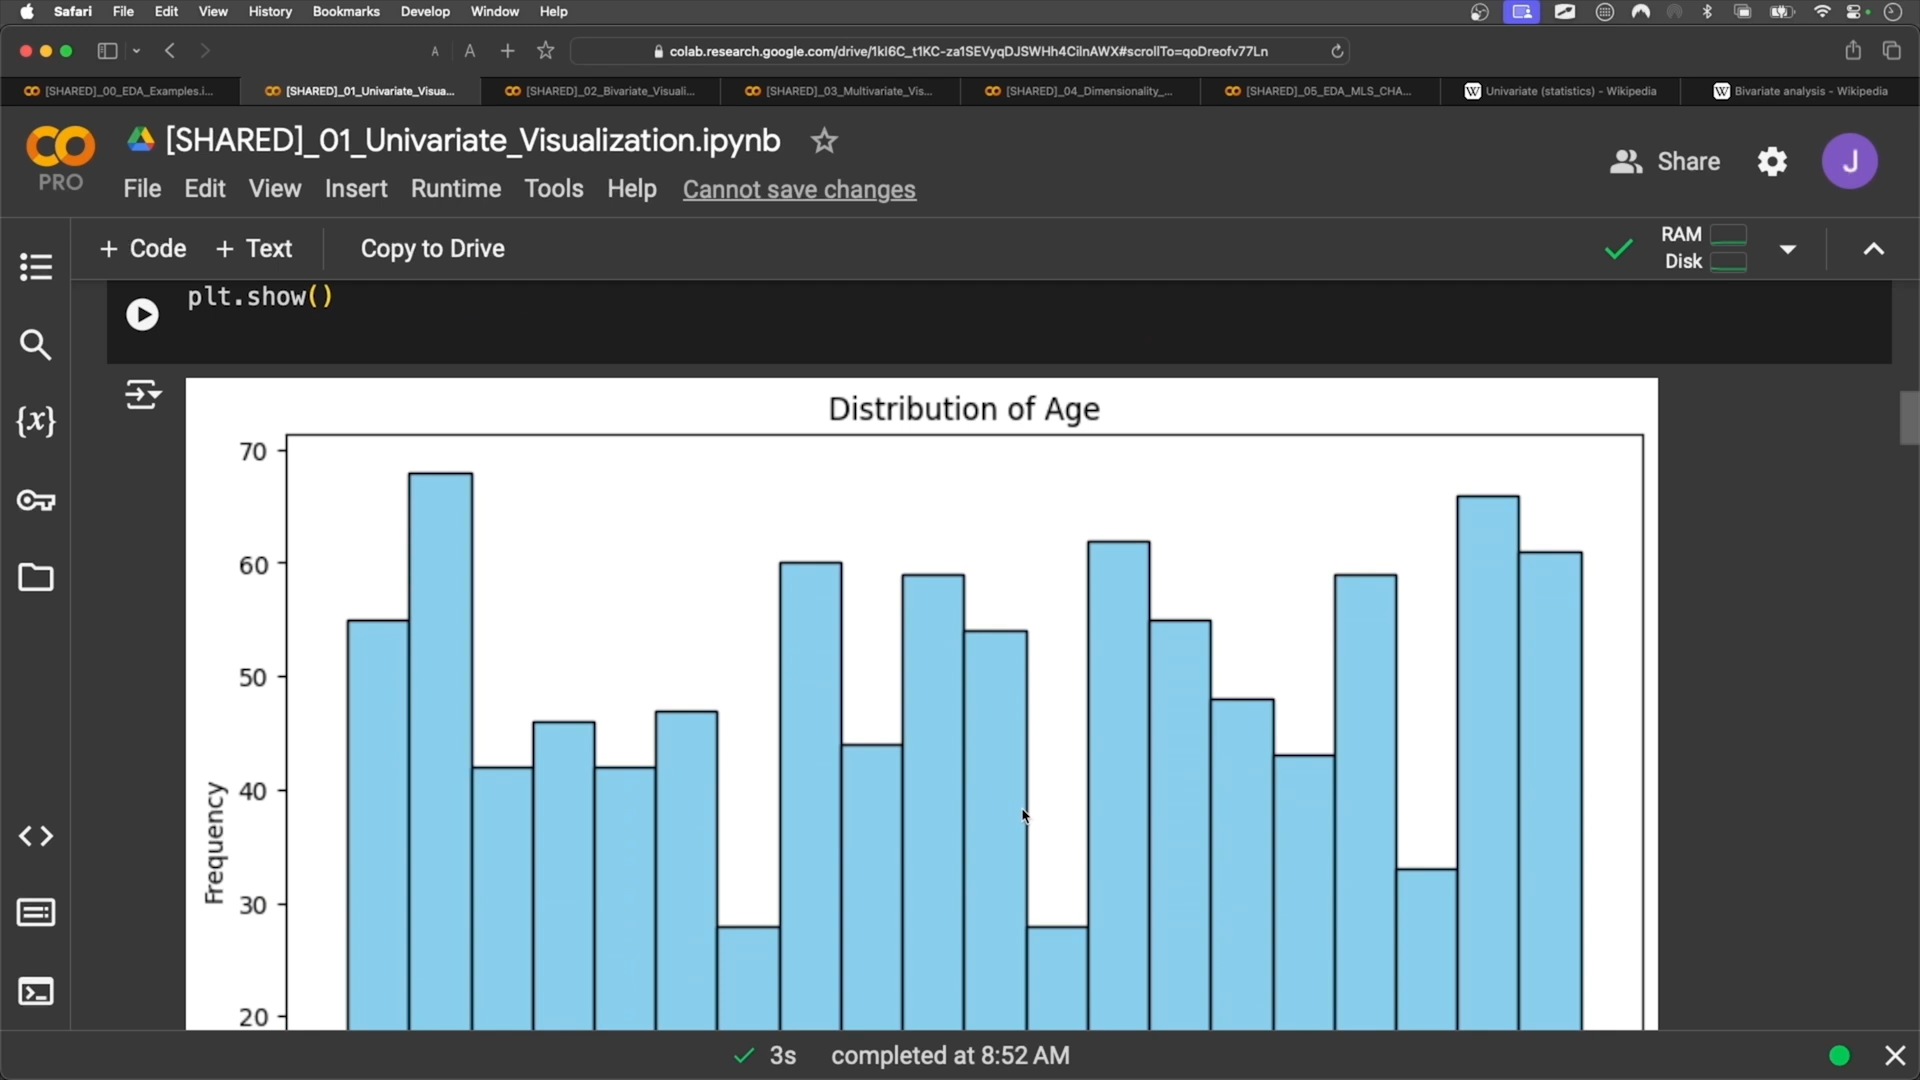 Safari File Edit View History Bookmarks Develop Window Help
A A colab.research.google.com/drive/1kI6C_t1KC-za1SEVyqDJSWHh4CilnAWX#scrollTo=qoDreofv77Ln
[SHARED]_00_EDA_Examples.i... [SHARED]_01_Univariate_Visua... [SHARED]_02_Bivariate_Visuali... [SHARED]_03_Multivariate_Vis... [SHARED]_04_Dimensionality_... [SHARED]_05_EDA_MLS_CHA... W Univariate (statistics) - Wikipedia W Bivariate analysis - Wikipedia
[SHARED]_01_Univariate_Visualization.ipynb
PRO
Share
J
File Edit View Insert Runtime Tools Help Cannot save changes
+ Code + Text Copy to Drive
RAM
Disk
plt.show()
{x}
Distribution of Age
70
60
50
40
30
20
Frequency
3s completed at 8:52 AM